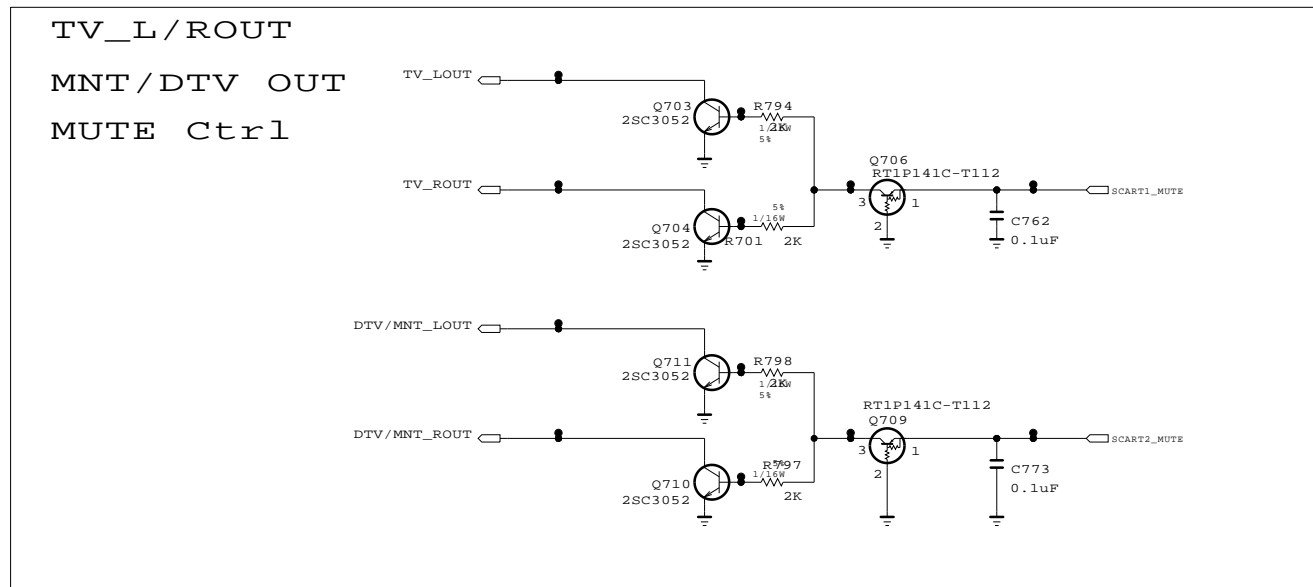 TV_L/ROUT
MNT/DTV OUT
MUTE Ctrl
TV_LOUT
Q703
2SC3052
R794
2K
1/16W
5%
Q706
RT1P141C-T112
TV_ROUT
3
1
SCART1_MUTE
2
5%
1/16W
Q704
2SC3052
R701
2K
C762
0.1uF
DTV/MNT_LOUT
Q711
2SC3052
R798
2K
1/16W
5%
RT1P141C-T112
Q709
DTV/MNT_ROUT
3
1
SCART2_MUTE
2
R797
5%
1/16W
Q710
2SC3052
2K
C773
0.1uF